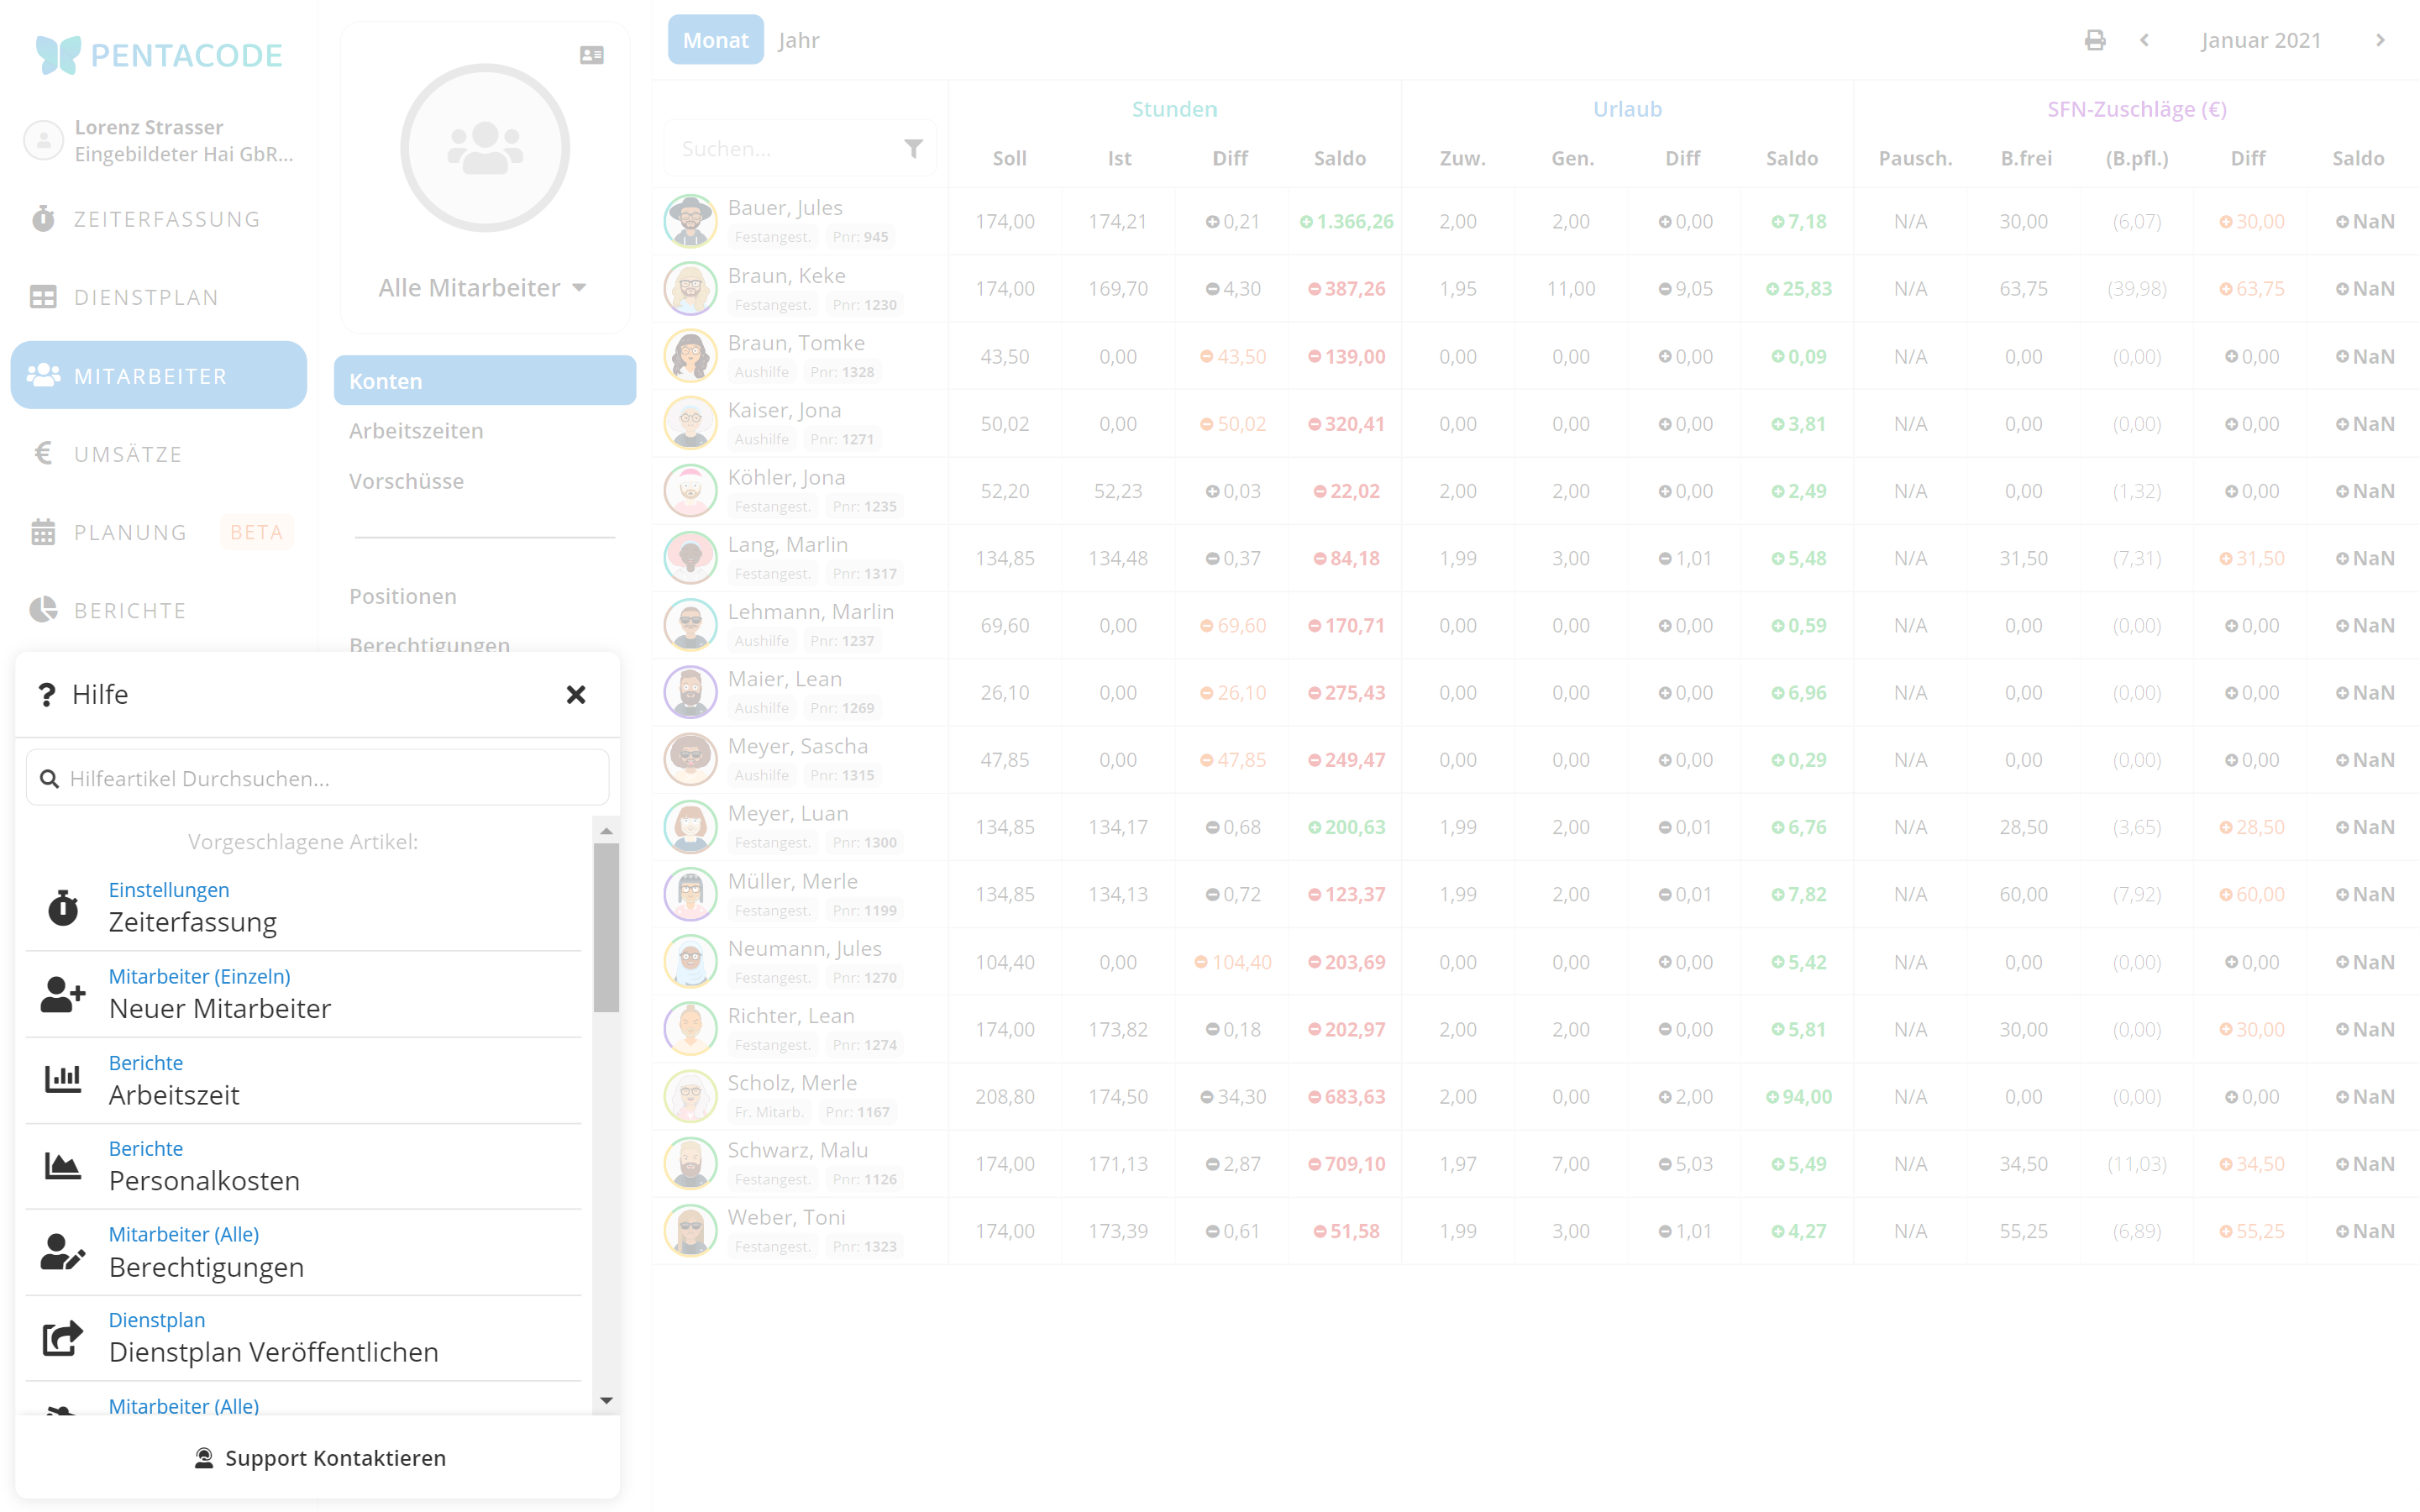 PENTACODE
Lorenz Strasser
Eingebildeter Hai GbR...
ZEITERFASSUNG
DIENSTPLAN
MITARBEITER
UMSÄTZE
PLANUNG BETA
BERICHTE
Alle Mitarbeiter
Konten
Arbeitszeiten
Vorschüsse
Positionen
Berechtigungen
? Hilfe
Hilfeartikel Durchsuchen...
Vorgeschlagene Artikel:
Einstellungen
Zeiterfassung
Mitarbeiter (Einzeln)
Neuer Mitarbeiter
Berichte
Arbeitszeit
Berichte
Personalkosten
Mitarbeiter (Alle)
Berechtigungen
Dienstplan
Dienstplan Veröffentlichen
Mitarbeiter (Alle)
Support Kontaktieren
Monat Jahr Januar 2021
Stunden Urlaub SFN-Zuschläge (€)
Suchen... Soll Ist Diff Saldo Zuw. Gen. Diff Saldo Pausch. B.frei (B.pfl.) Diff Saldo
Bauer, Jules
Festangest. Pnr: 945
174,00 174,21 0,21 1.366,26 2,00 2,00 0,00 7,18 N/A 30,00 (6,07) 30,00 NaN
Braun, Keke
Festangest. Pnr: 1230
174,00 169,70 4,30 387,26 1,95 11,00 9,05 25,83 N/A 63,75 (39,98) 63,75 NaN
Braun, Tomke
Aushilfe Pnr: 1328
43,50 0,00 43,50 139,00 0,00 0,00 0,00 0,09 N/A 0,00 (0,00) 0,00 NaN
Kaiser, Jona
Aushilfe Pnr: 1271
50,02 0,00 50,02 320,41 0,00 0,00 0,00 3,81 N/A 0,00 (0,00) 0,00 NaN
Köhler, Jona
Festangest. Pnr: 1235
52,20 52,23 0,03 22,02 2,00 2,00 0,00 2,49 N/A 0,00 (1,32) 0,00 NaN
Lang, Marlin
Festangest. Pnr: 1317
134,85 134,48 0,37 84,18 1,99 3,00 1,01 5,48 N/A 31,50 (7,31) 31,50 NaN
Lehmann, Marlin
Aushilfe Pnr: 1237
69,60 0,00 69,60 170,71 0,00 0,00 0,00 0,59 N/A 0,00 (0,00) 0,00 NaN
Maier, Lean
Aushilfe Pnr: 1269
26,10 0,00 26,10 275,43 0,00 0,00 0,00 6,96 N/A 0,00 (0,00) 0,00 NaN
Meyer, Sascha
Aushilfe Pnr: 1315
47,85 0,00 47,85 249,47 0,00 0,00 0,00 0,29 N/A 0,00 (0,00) 0,00 NaN
Meyer, Luan
Festangest. Pnr: 1300
134,85 134,17 0,68 200,63 1,99 2,00 0,01 6,76 N/A 28,50 (3,65) 28,50 NaN
Müller, Merle
Festangest. Pnr: 1199
134,85 134,13 0,72 123,37 1,99 2,00 0,01 7,82 N/A 60,00 (7,92) 60,00 NaN
Neumann, Jules
Festangest. Pnr: 1270
104,40 0,00 104,40 203,69 0,00 0,00 0,00 5,42 N/A 0,00 (0,00) 0,00 NaN
Richter, Lean
Festangest. Pnr: 1274
174,00 173,82 0,18 202,97 2,00 2,00 0,00 5,81 N/A 30,00 (0,00) 30,00 NaN
Scholz, Merle
Fr. Mitarb. Pnr: 1167
208,80 174,50 34,30 683,63 2,00 0,00 2,00 94,00 N/A 0,00 (0,00) 0,00 NaN
Schwarz, Malu
Festangest. Pnr: 1126
174,00 171,13 2,87 709,10 1,97 7,00 5,03 5,49 N/A 34,50 (11,03) 34,50 NaN
Weber, Toni
Festangest. Pnr: 1323
174,00 173,39 0,61 51,58 1,99 3,00 1,01 4,27 N/A 55,25 (6,89) 55,25 NaN